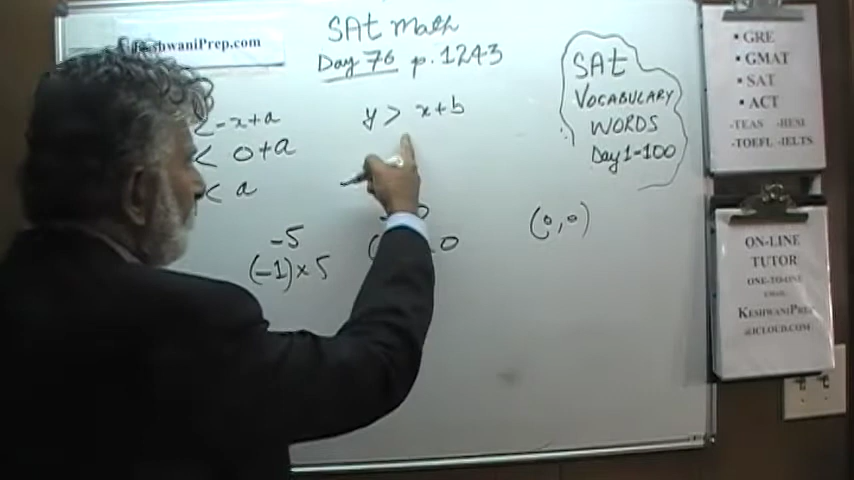 KeshwaniPrep.com
SAt Math
Day 76 p. 1243
< -x+a
< 0+a
< a
y > x+b
-5
(-1)×5
0
(0,0)
SAt
VOCABULARY
WORDS
Day 1-100
• GRE
• GMAT
• SAT
• ACT
-TEAS -HESI
-TOEFL -IELTS
ON-LINE
TUTOR
ONE-TO-ONE
KESHWANIPREP
@ICLOUD.COM